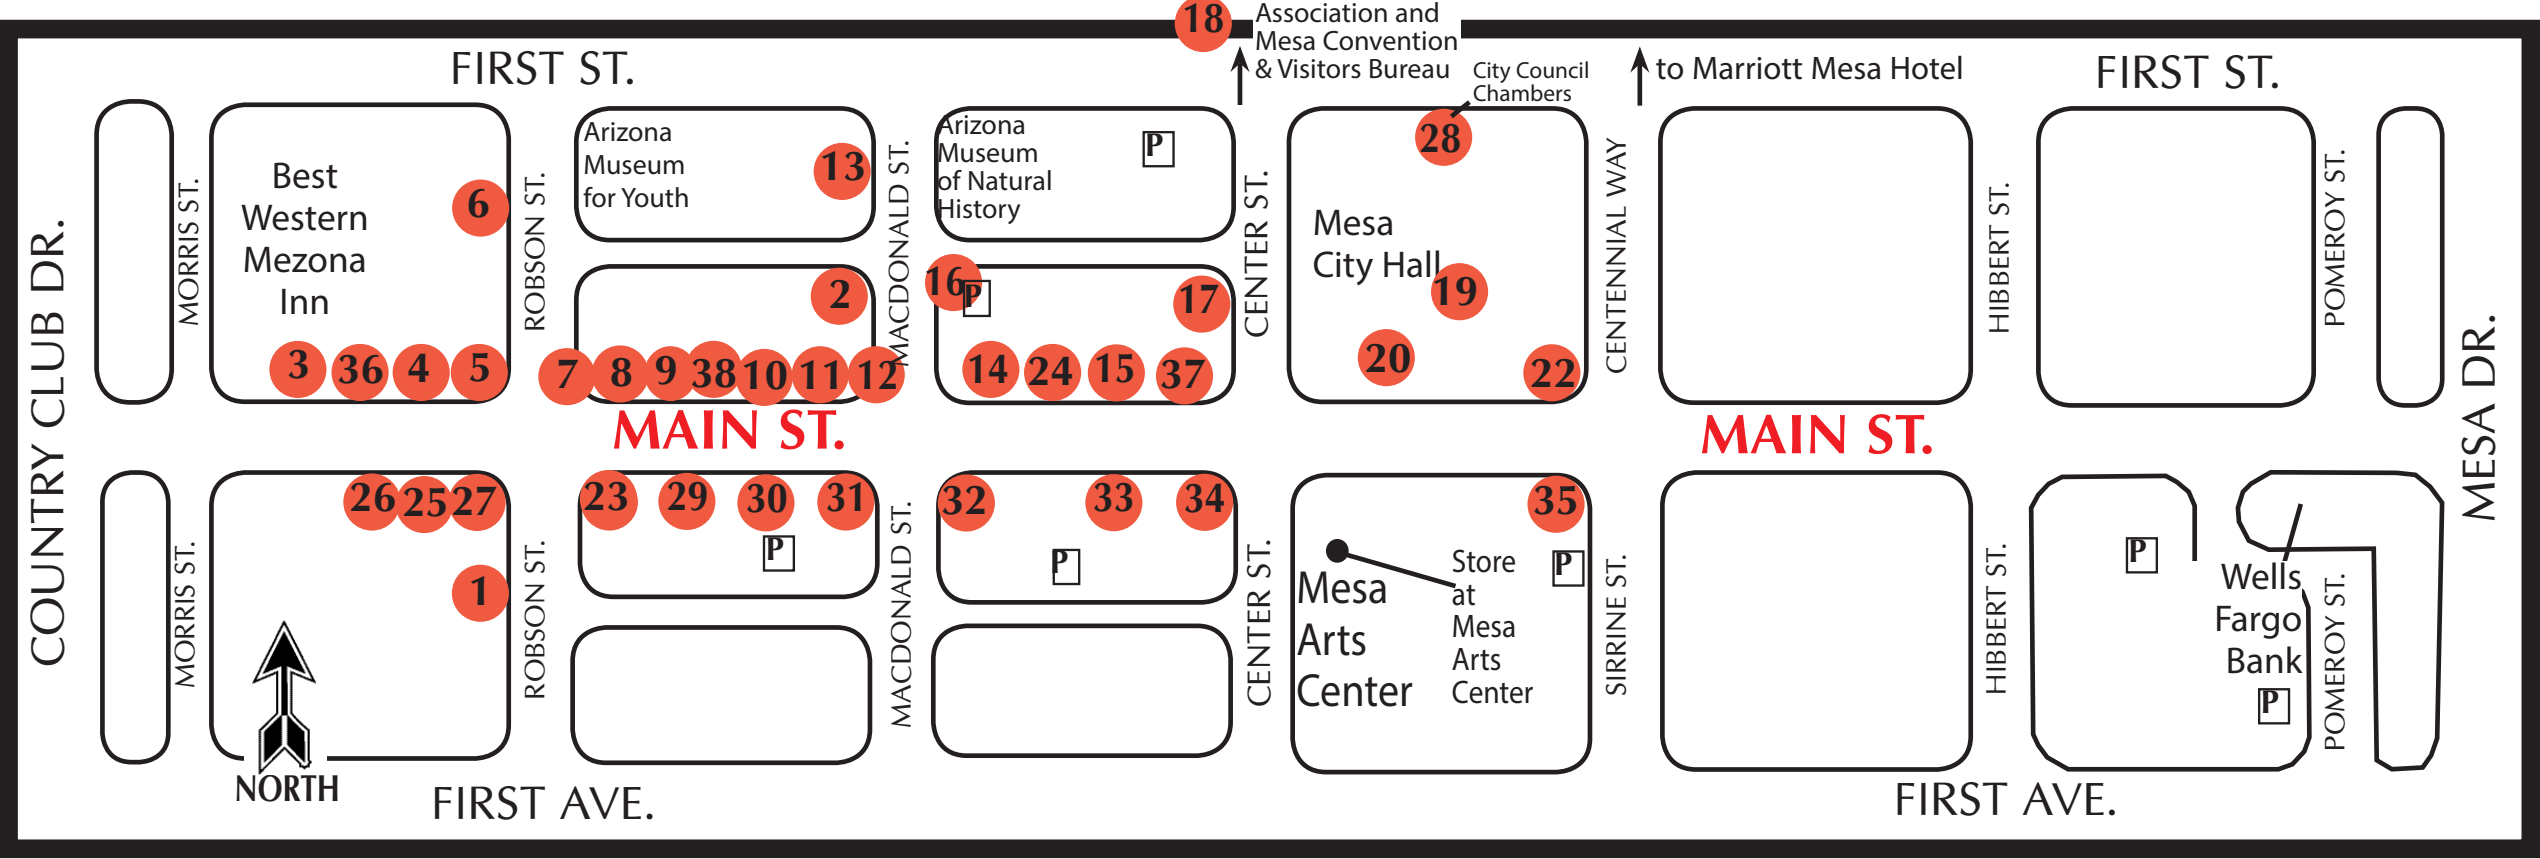 18
Association and
Mesa Convention
& Visitors Bureau
FIRST ST.
City Council
Chambers
to Marriott Mesa Hotel
FIRST ST.
COUNTRY CLUB DR.
MORRIS ST.
Best
Western
Mezona
Inn
6
3
36
4
5
ROBSON ST.
Arizona
Museum
for Youth
13
2
7
8
9
38
10
11
12
MACDONALD ST.
Arizona
Museum
of Natural
History
P
16
P
17
14
24
15
37
CENTER ST.
28
Mesa
City Hall
19
20
22
CENTENNIAL WAY
HIBBERT ST.
POMEROY ST.
MESA DR.
MAIN ST.
MAIN ST.
MORRIS ST.
26
25
27
1
NORTH
ROBSON ST.
23
29
30
31
P
MACDONALD ST.
32
33
34
P
CENTER ST.
35
P
Mesa
Arts
Center
Store
at
Mesa
Arts
Center
SIRRINE ST.
HIBBERT ST.
P
Wells
Fargo
Bank
P
POMEROY ST.
FIRST AVE.
FIRST AVE.